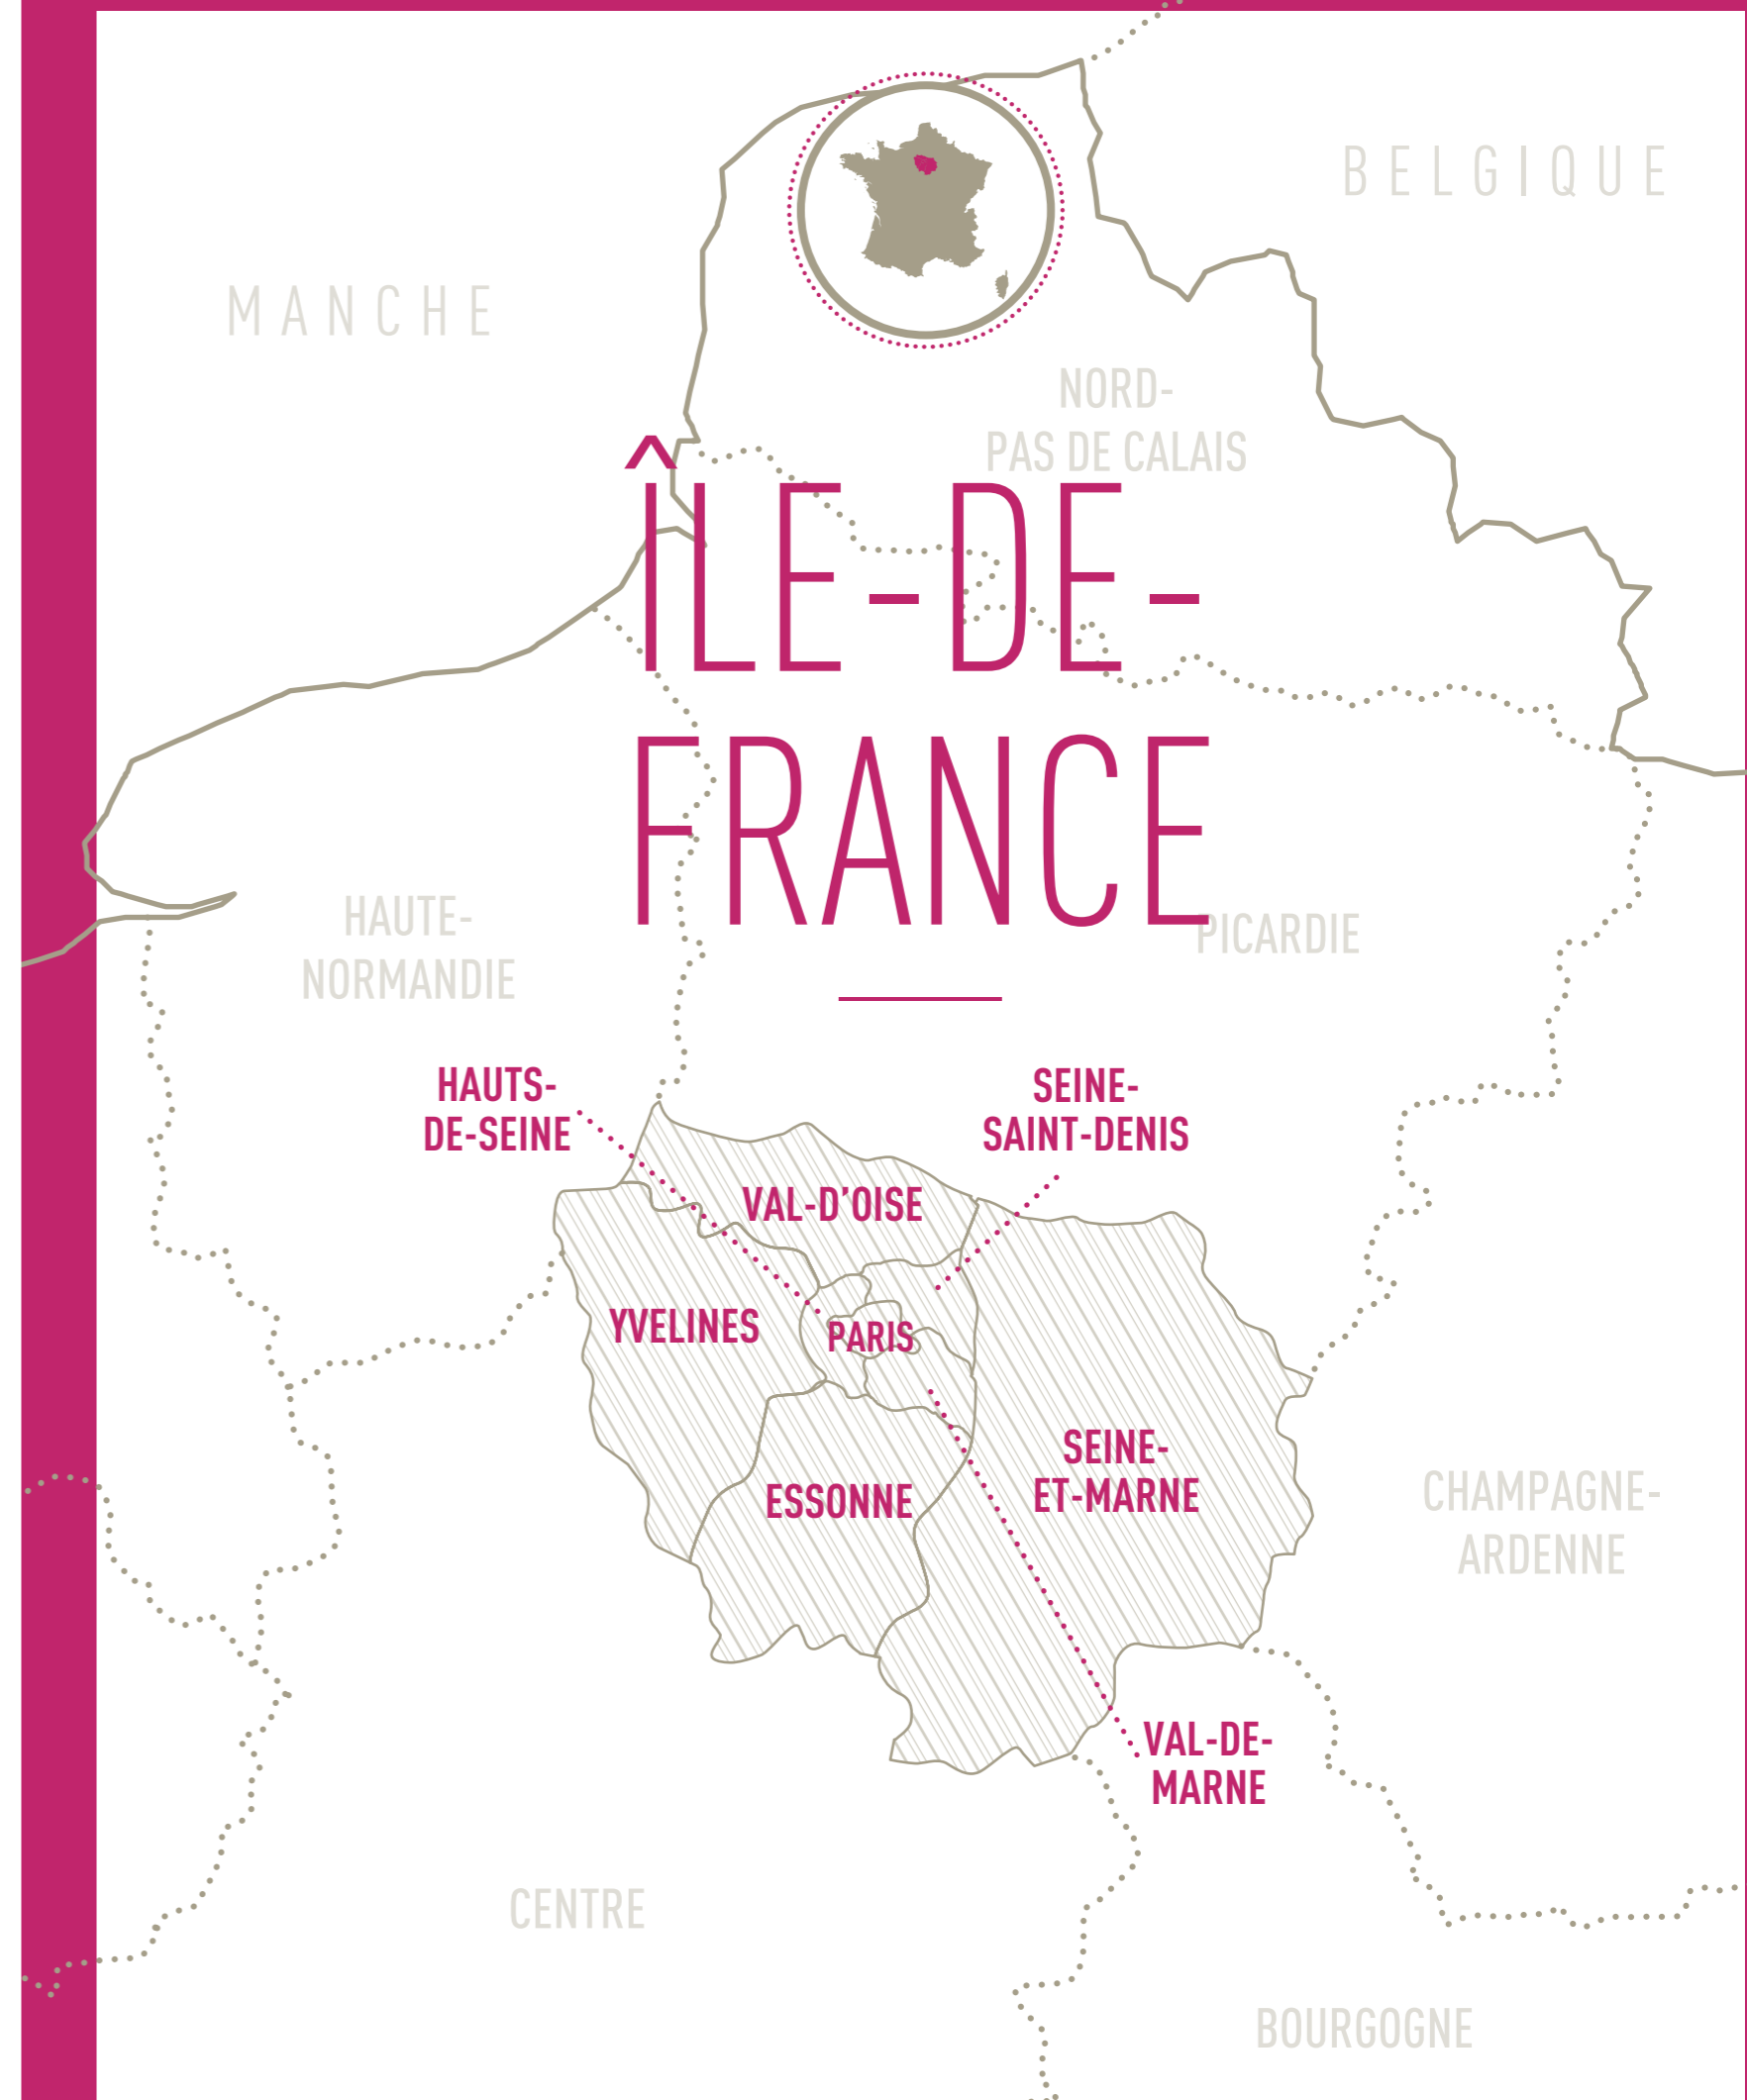 BELGIQUE
MANCHE
NORD-
PAS DE CALAIS
ÎLE-DE-
FRANCE
HAUTE-
NORMANDIE
PICARDIE
HAUTS-
DE-SEINE
SEINE-
SAINT-DENIS
VAL-D’OISE
YVELINES
PARIS
SEINE-
ET-MARNE
ESSONNE
CHAMPAGNE-
ARDENNE
VAL-DE-
MARNE
CENTRE
BOURGOGNE